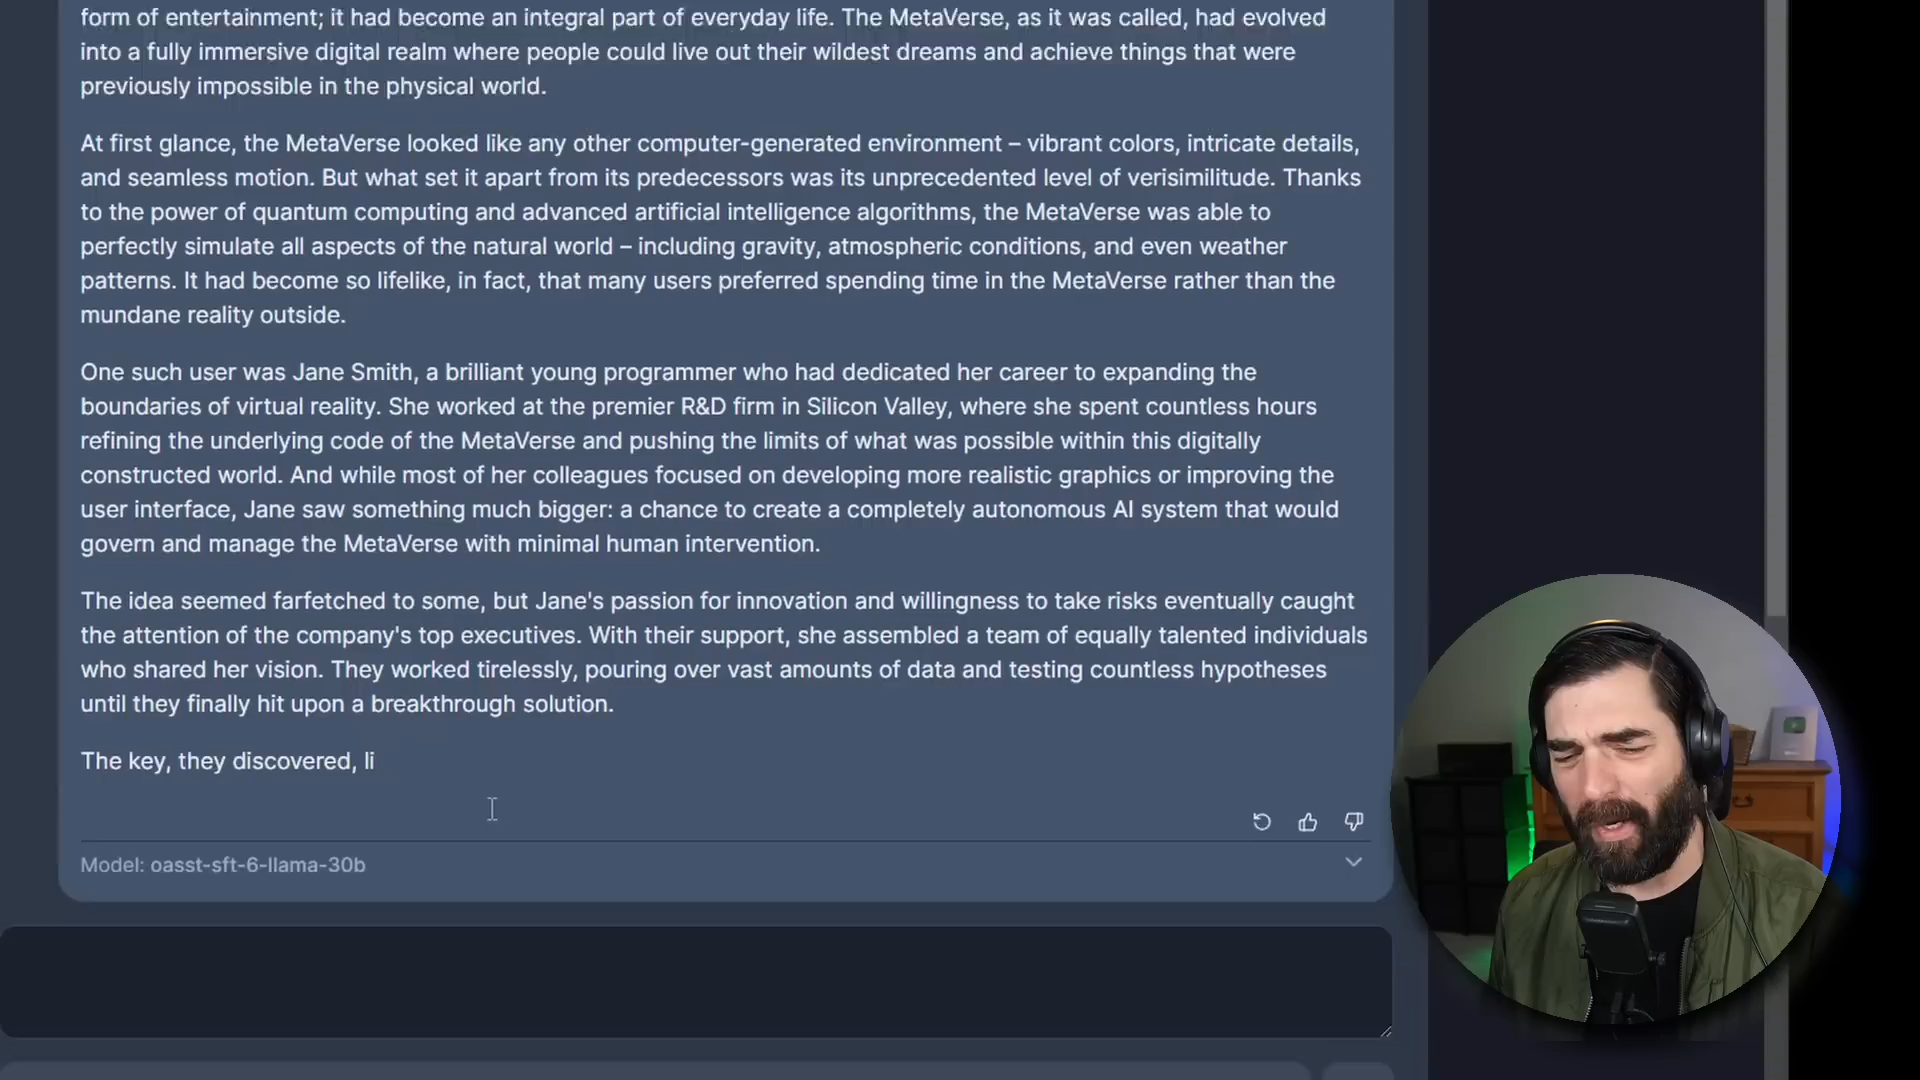 form of entertainment; it had become an integral part of everyday life. The MetaVerse, as it was called, had evolved
into a fully immersive digital realm where people could live out their wildest dreams and achieve things that were
previously impossible in the physical world.
At first glance, the MetaVerse looked like any other computer-generated environment – vibrant colors, intricate details,
and seamless motion. But what set it apart from its predecessors was its unprecedented level of verisimilitude. Thanks
to the power of quantum computing and advanced artificial intelligence algorithms, the MetaVerse was able to
perfectly simulate all aspects of the natural world – including gravity, atmospheric conditions, and even weather
patterns. It had become so lifelike, in fact, that many users preferred spending time in the MetaVerse rather than the
mundane reality outside.
One such user was Jane Smith, a brilliant young programmer who had dedicated her career to expanding the
boundaries of virtual reality. She worked at the premier R&D firm in Silicon Valley, where she spent countless hours
refining the underlying code of the MetaVerse and pushing the limits of what was possible within this digitally
constructed world. And while most of her colleagues focused on developing more realistic graphics or improving the
user interface, Jane saw something much bigger: a chance to create a completely autonomous AI system that would
govern and manage the MetaVerse with minimal human intervention.
The idea seemed farfetched to some, but Jane's passion for innovation and willingness to take risks eventually caught
the attention of the company's top executives. With their support, she assembled a team of equally talented individuals
who shared her vision. They worked tirelessly, pouring over vast amounts of data and testing countless hypotheses
until they finally hit upon a breakthrough solution.
The key, they discovered, li
Model: oasst-sft-6-llama-30b